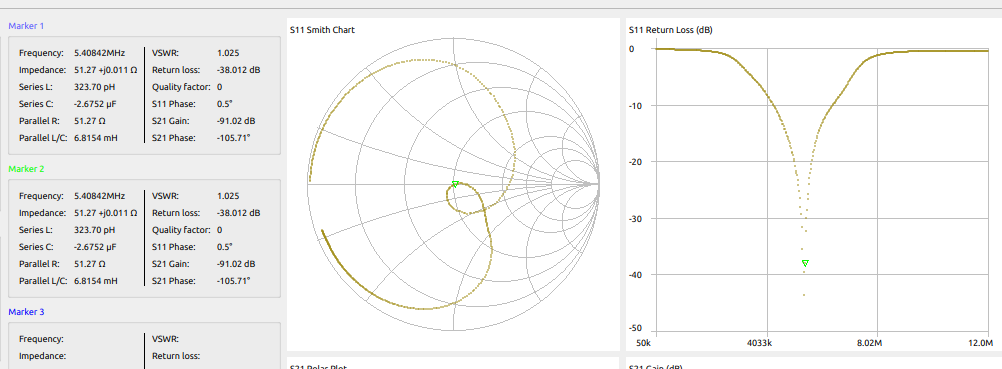 Marker 1
Frequency: 5.40842MHz VSWR: 1.025
Impedance: 51.27 +j0.011 Ω Return loss: -38.012 dB
Series L: 323.70 pH Quality factor: 0
Series C: -2.6752 µF S11 Phase: 0.5°
Parallel R: 51.27 Ω S21 Gain: -91.02 dB
Parallel L/C: 6.8154 mH S21 Phase: -105.71°
Marker 2
Frequency: 5.40842MHz VSWR: 1.025
Impedance: 51.27 +j0.011 Ω Return loss: -38.012 dB
Series L: 323.70 pH Quality factor: 0
Series C: -2.6752 µF S11 Phase: 0.5°
Parallel R: 51.27 Ω S21 Gain: -91.02 dB
Parallel L/C: 6.8154 mH S21 Phase: -105.71°
Marker 3
Frequency: VSWR:
Impedance: Return loss:
S11 Smith Chart
S21 Polar Plot
S11 Return Loss (dB)
0
-10
-20
-30
-40
-50
50k 4033k 8.02M 12.0M
S21 Gain (dB)